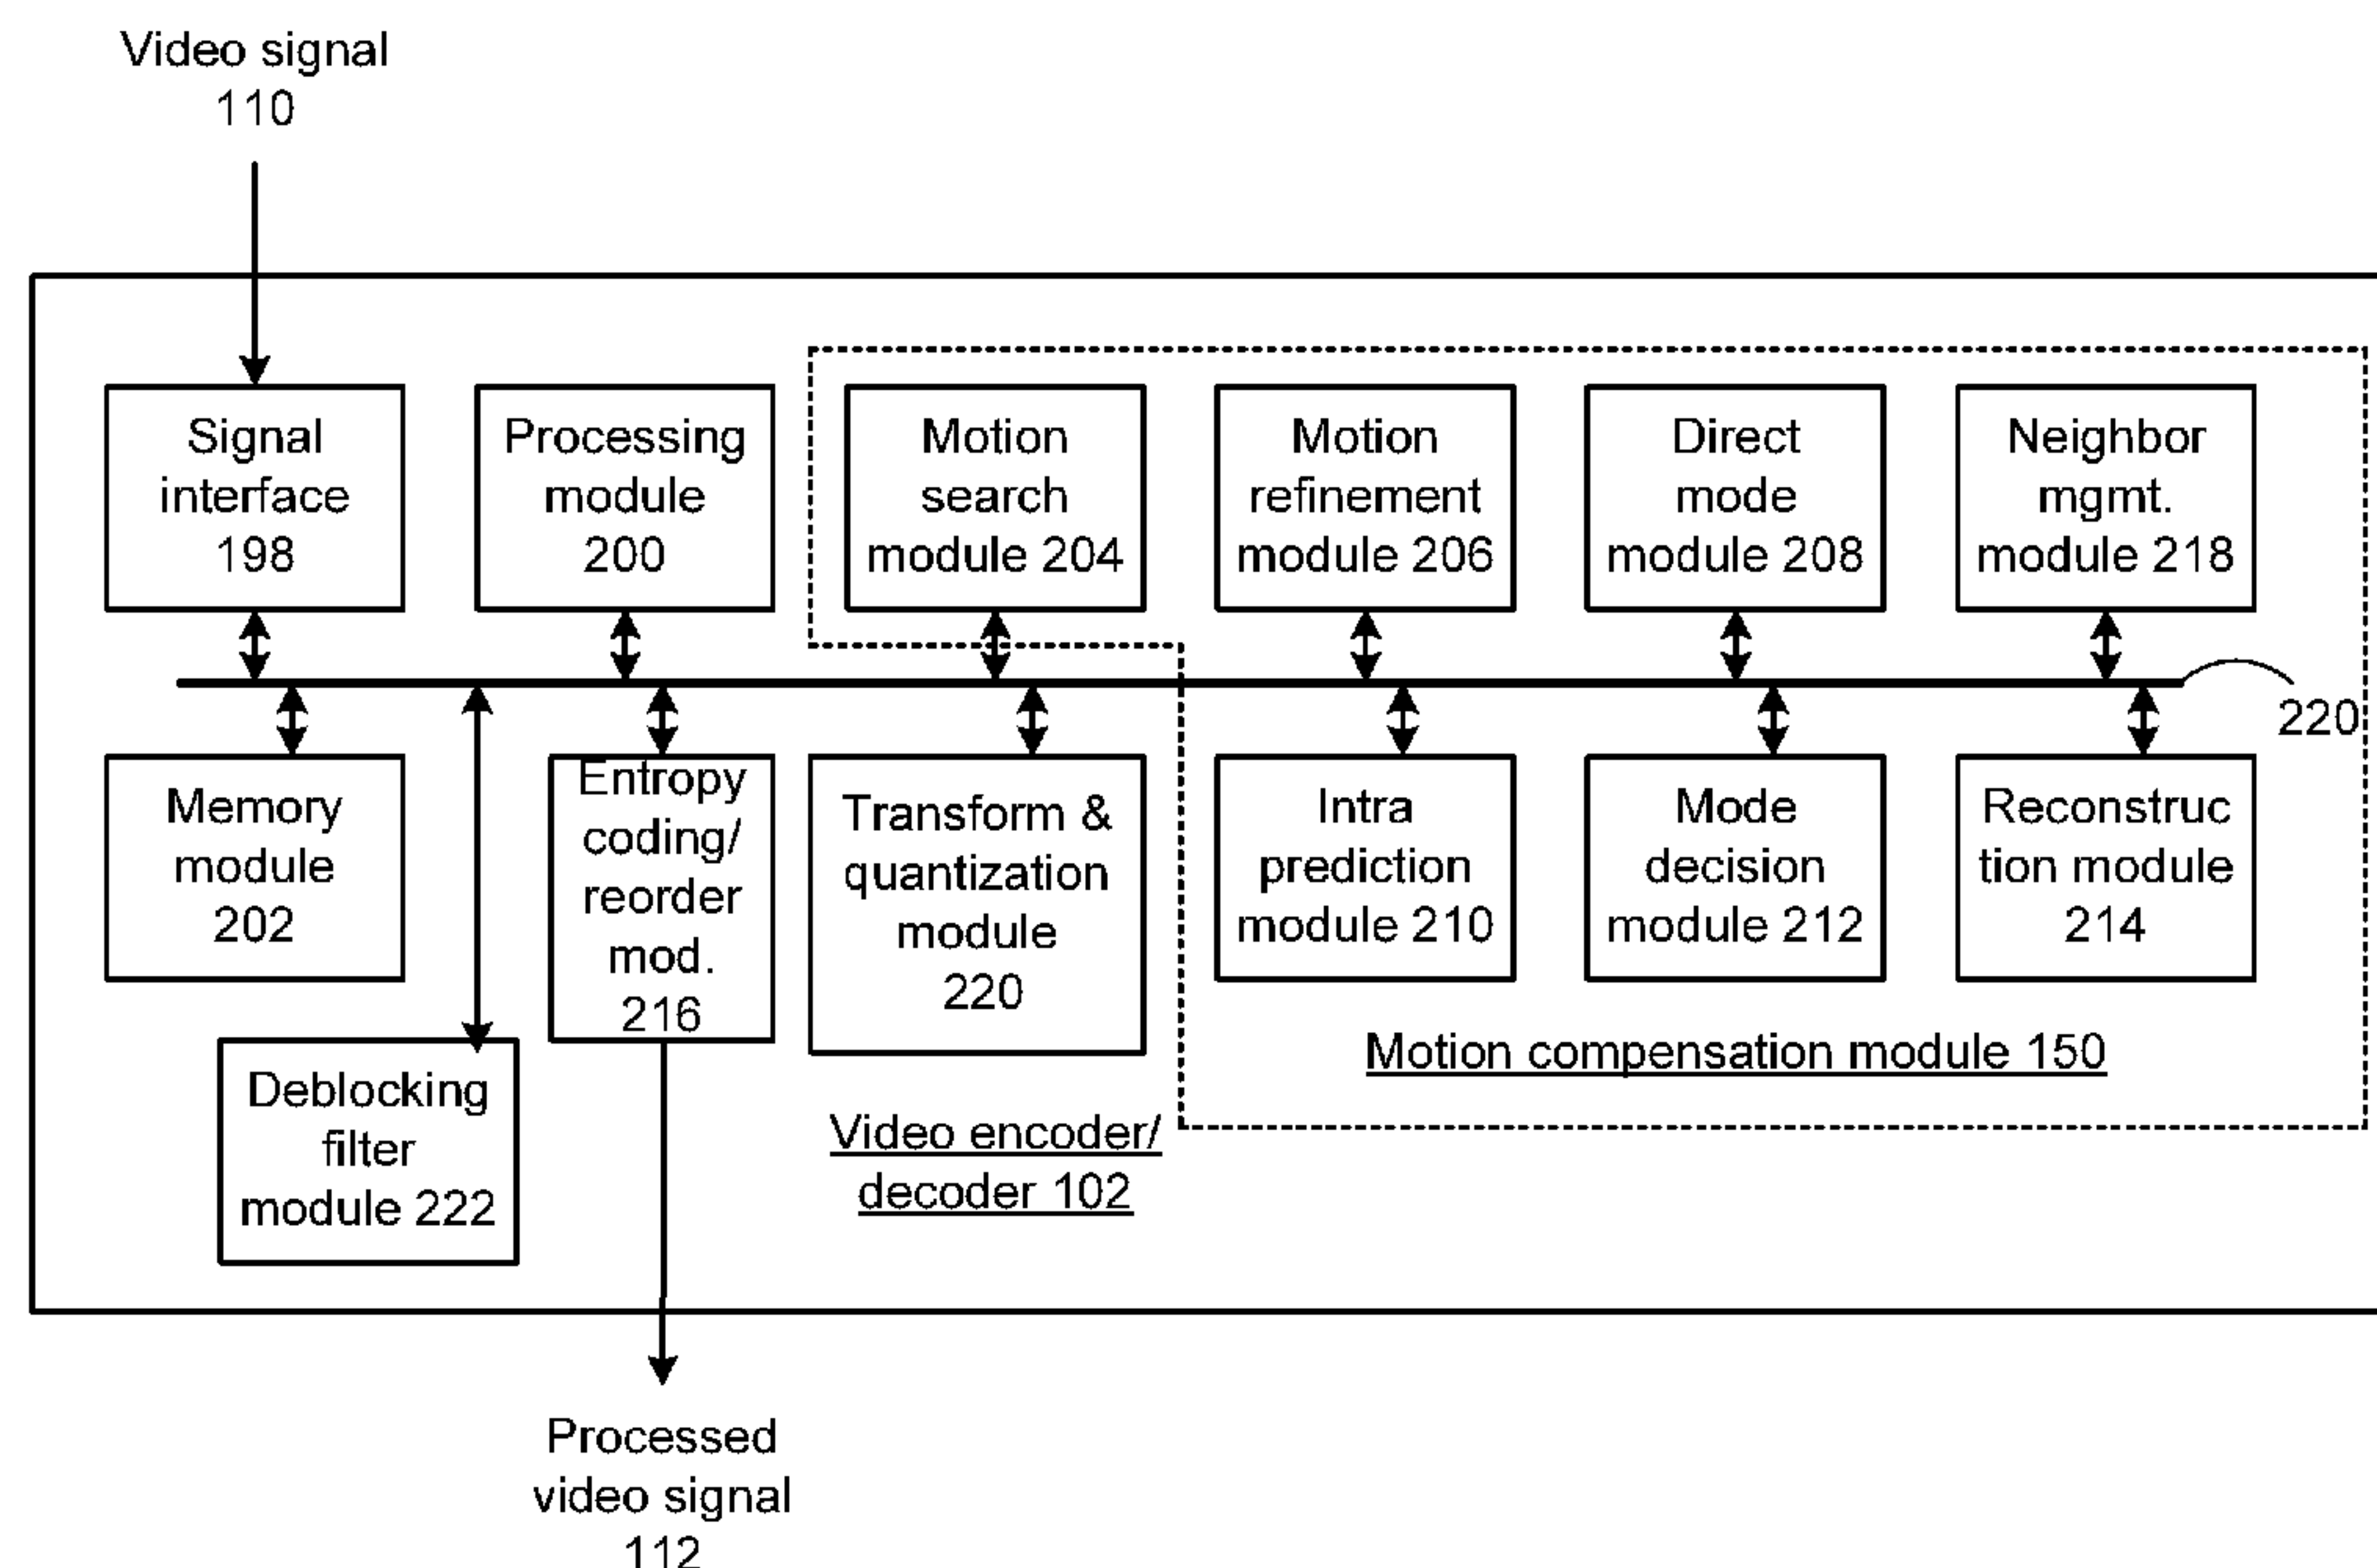 Video signal
110
Signal
interface
198
Processing
module
200
Motion
search
module 204
Motion
refinement
module 206
Direct
mode
module 208
Neighbor
mgmt.
module 218
220
Memory
module
202
Entropy
coding/
reorder
mod.
216
Transform &
quantization
module
220
Intra
prediction
module 210
Mode
decision
module 212
Reconstruc
tion module
214
Motion compensation module 150
Deblocking
filter
module 222
Video encoder/
decoder 102
Processed
video signal
112